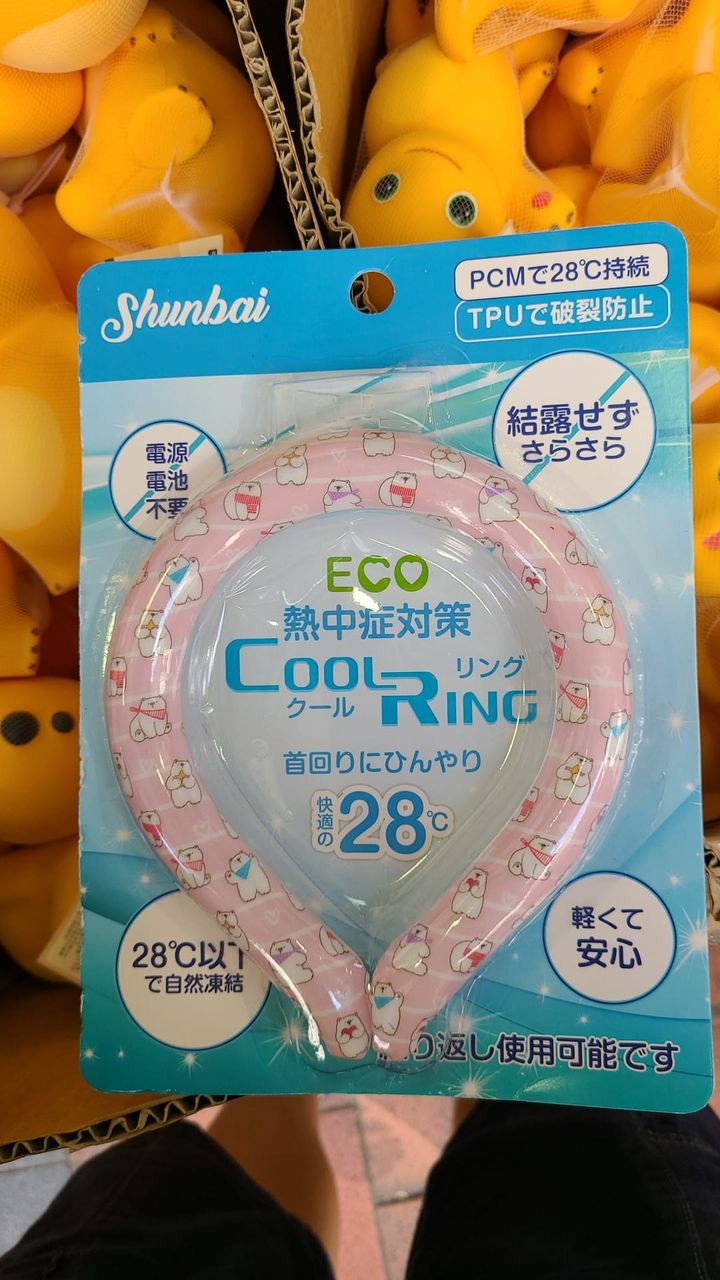 Shunbai
PCMで28℃持続
TPUで破裂防止
電源
電池
不要
結露せず
さらさら
ECO
熱中症対策
COOL RING
クール リング
首回りにひんやり
快適の28℃
28℃以下
で自然凍結
軽くて
安心
り返し使用可能です